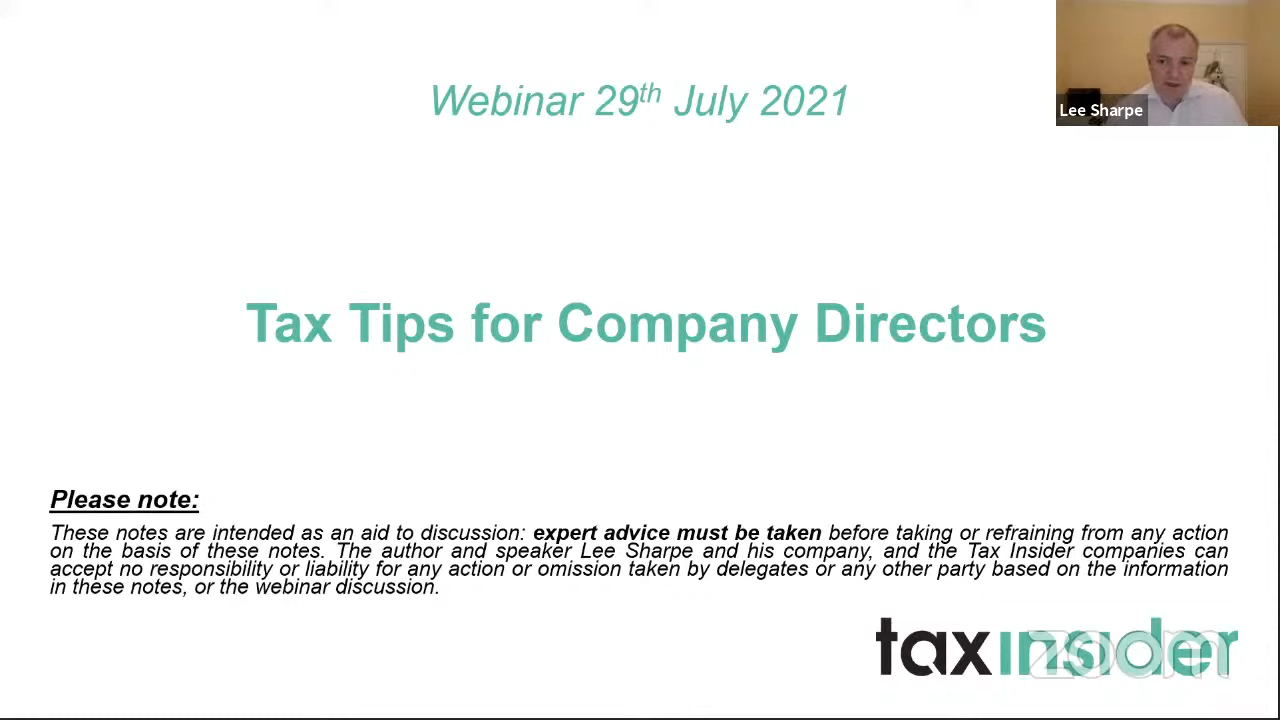 Webinar 29th July 2021
Lee Sharpe
Tax Tips for Company Directors
Please note:
These notes are intended as an aid to discussion: expert advice must be taken before taking or refraining from any action
on the basis of these notes. The author and speaker Lee Sharpe and his company, and the Tax Insider companies can
accept no responsibility or liability for any action or omission taken by delegates or any other party based on the information
in these notes, or the webinar discussion.
taxinsider
zoom